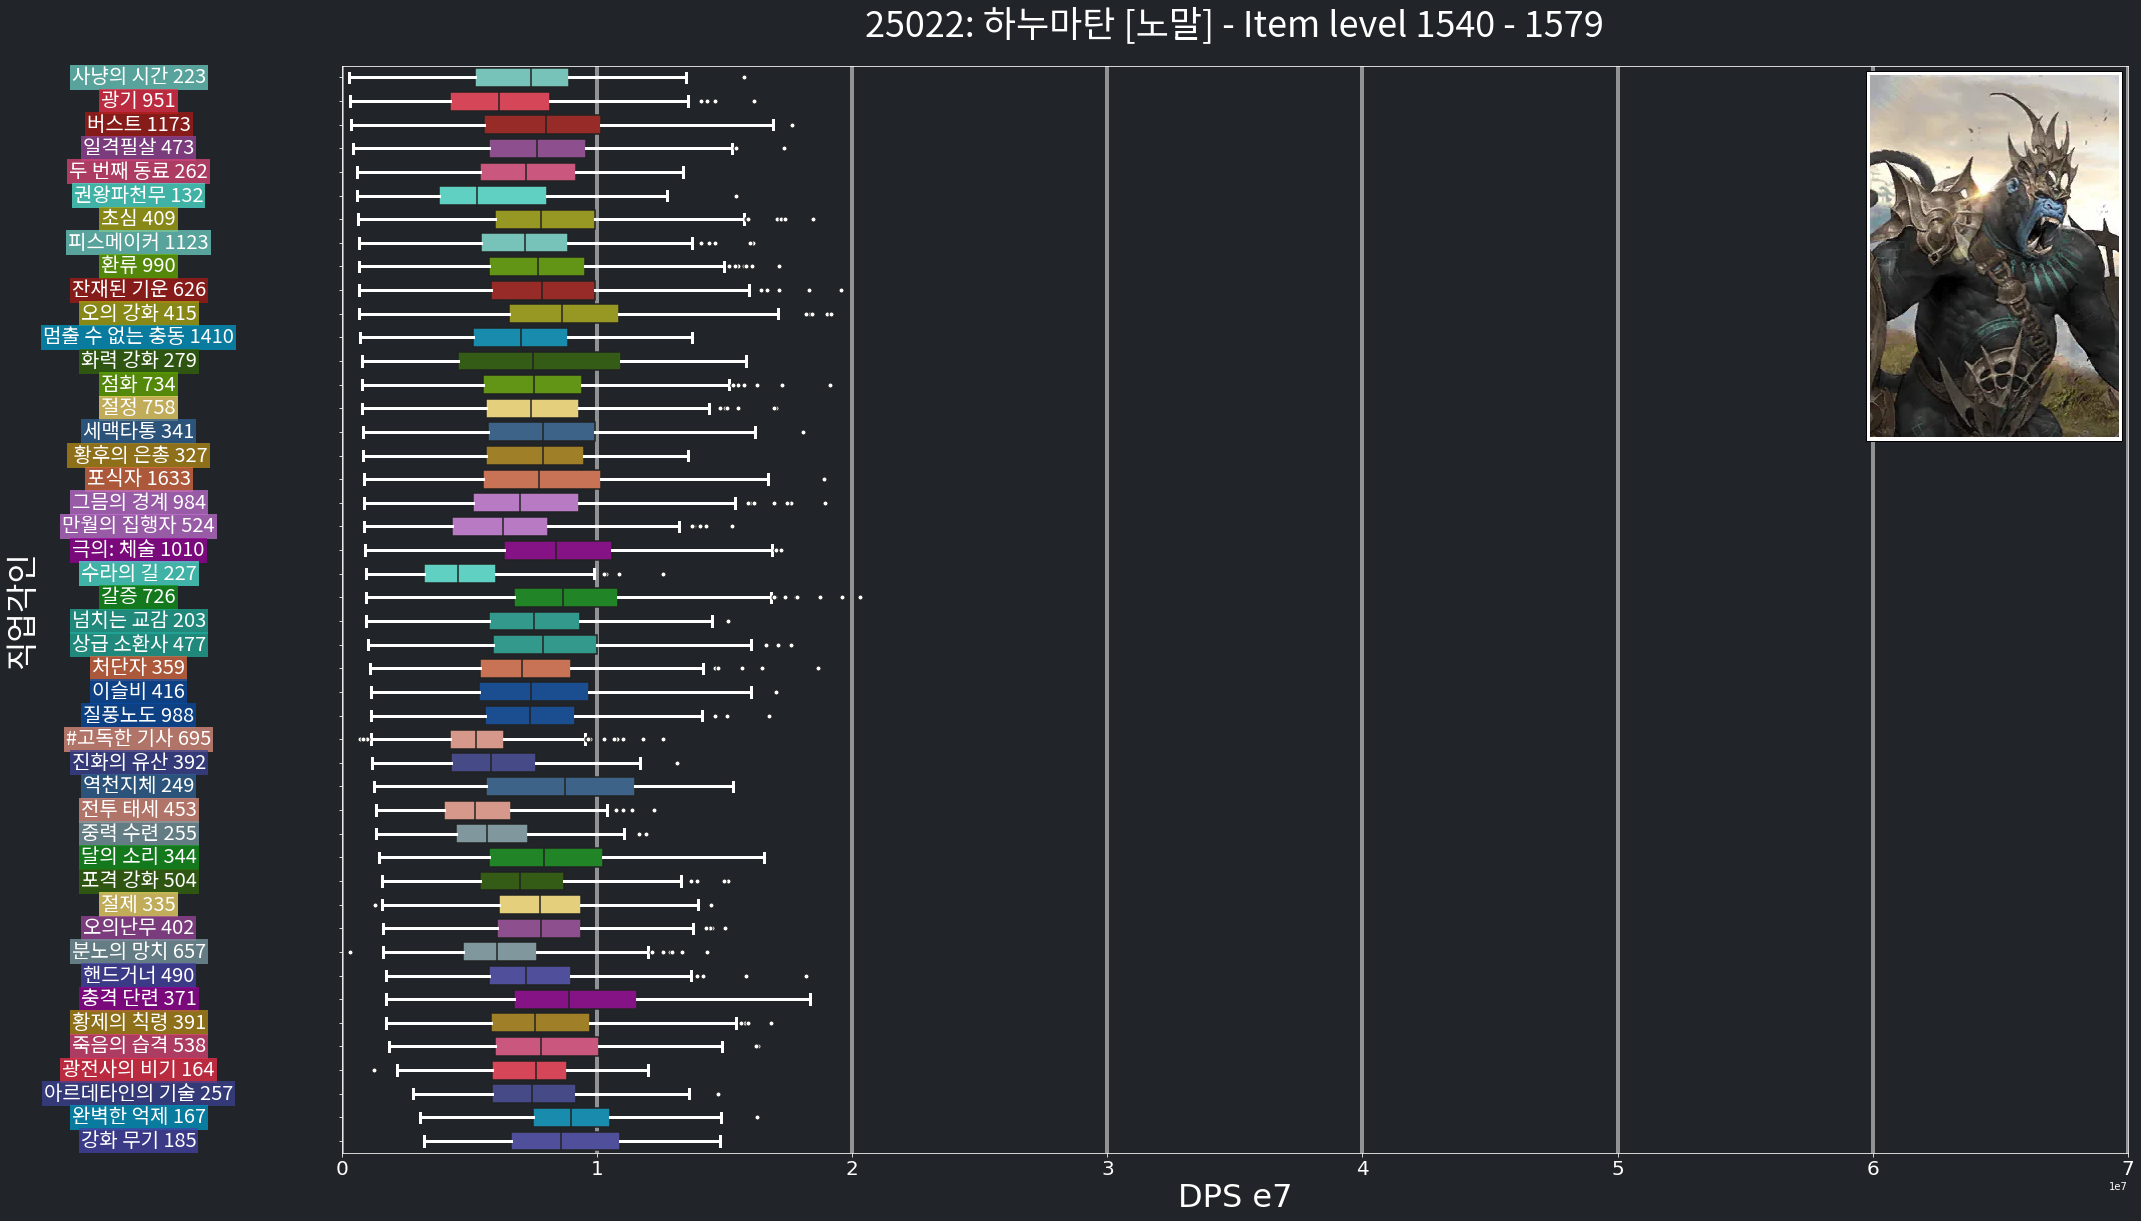 25022: 하누마탄 [노말] - Item level 1540 - 1579
사냥의 시간 223
광기 951
버스트 1173
일격필살 473
두 번째 동료 262
권왕파천무 132
초심 409
피스메이커 1123
환류 990
잔재된 기운 626
오의 강화 415
멈출 수 없는 충동 1410
화력 강화 279
점화 734
절정 758
세맥타통 341
황후의 은총 327
포식자 1633
그믐의 경계 984
만월의 집행자 524
극의: 체술 1010
수라의 길 227
갈증 726
넘치는 교감 203
상급 소환사 477
처단자 359
이슬비 416
질풍노도 988
#고독한 기사 695
진화의 유산 392
역천지체 249
전투 태세 453
중력 수련 255
달의 소리 344
포격 강화 504
절제 335
오의난무 402
분노의 망치 657
핸드거너 490
충격 단련 371
황제의 칙령 391
죽음의 습격 538
광전사의 비기 164
아르데타인의 기술 257
완벽한 억제 167
강화 무기 185
직업각인
0 1 2 3 4 5 6 7
1e7
DPS e7